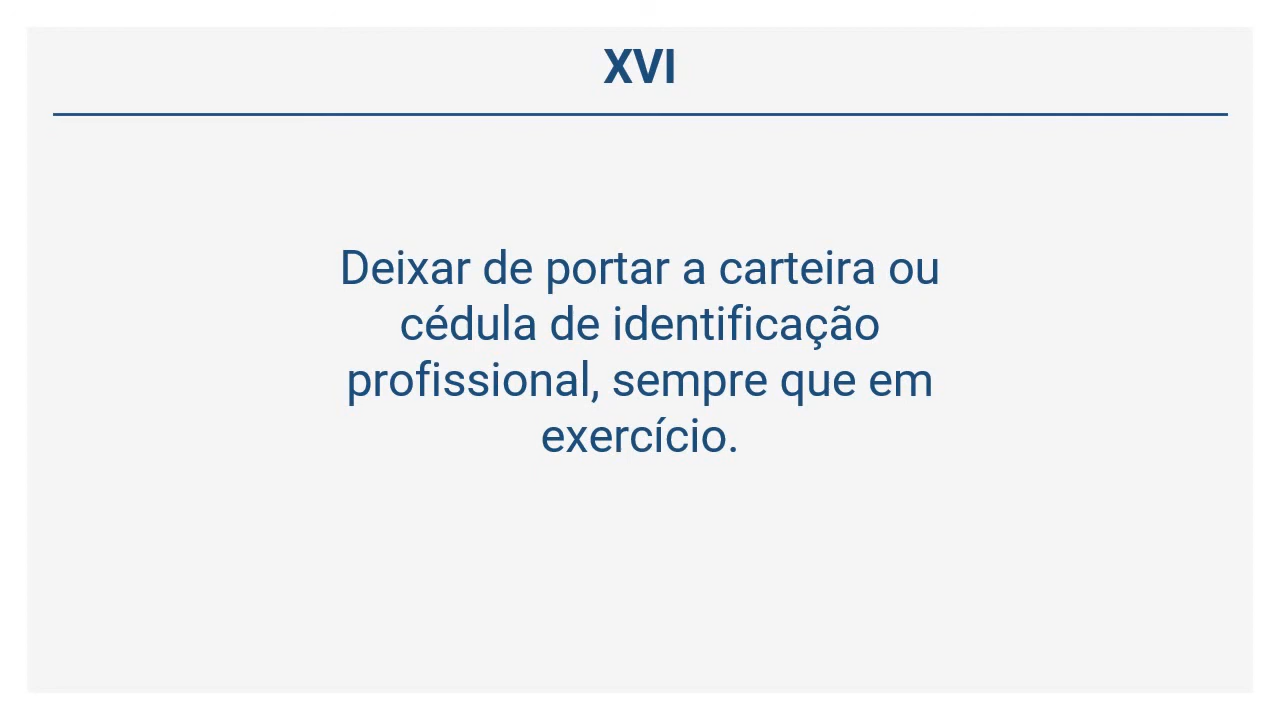 XVI
Deixar de portar a carteira ou
cédula de identificação
profissional, sempre que em
exercício.